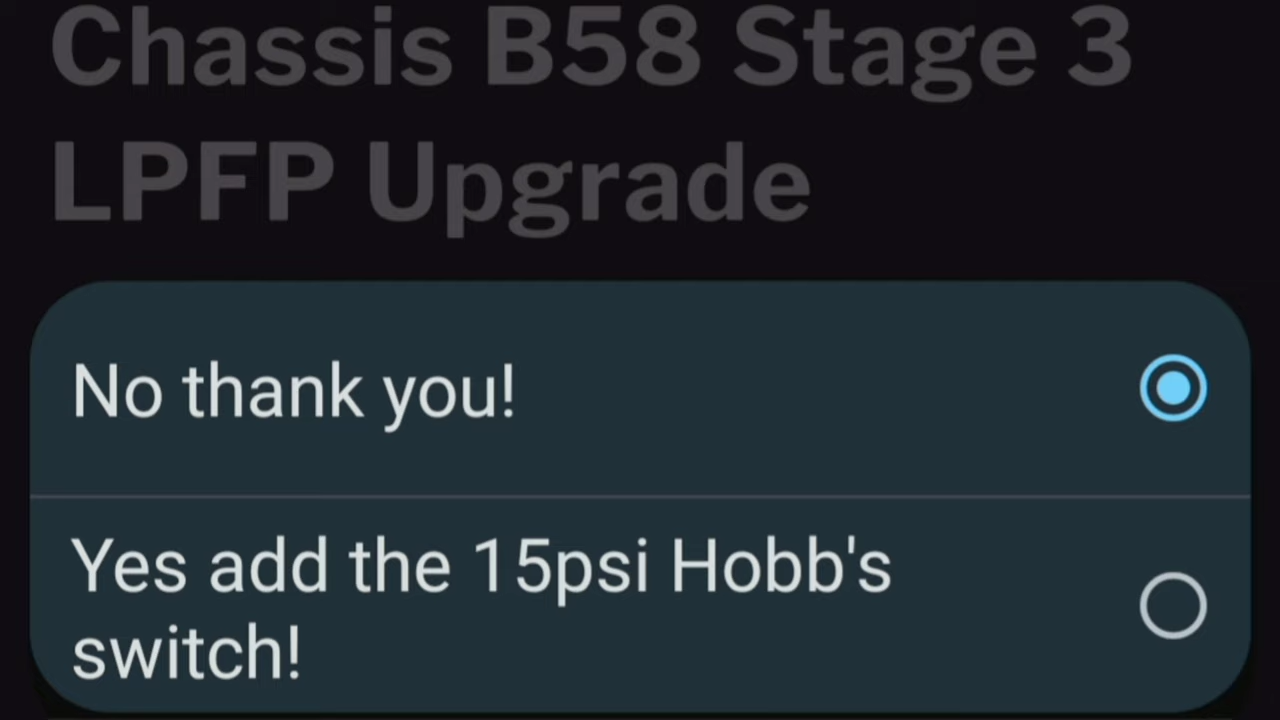 Chassis B58 Stage 3
LPFP Upgrade
No thank you!
Yes add the 15psi Hobb's
switch!